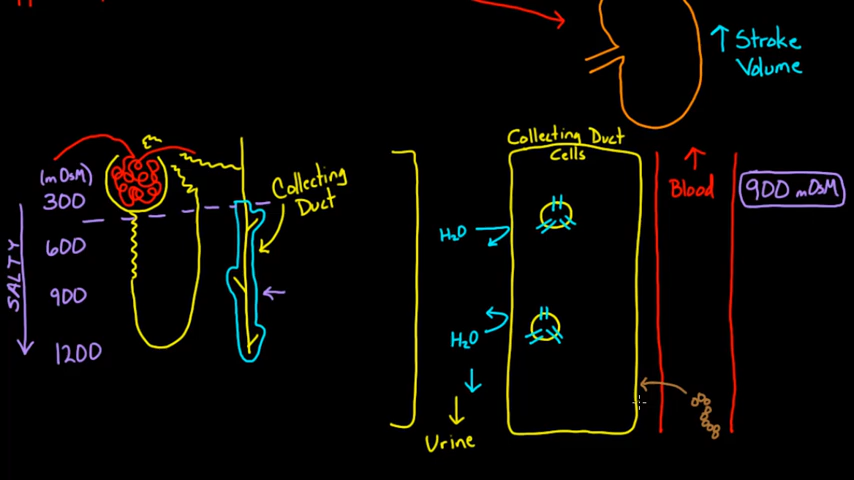 ↑ Stroke
Volume
Collecting Duct
Cells
(mOsM)
300
600
900
1200
SALTY
Collecting
Duct
H₂O
H₂O
Urine
Blood
900 mOsM